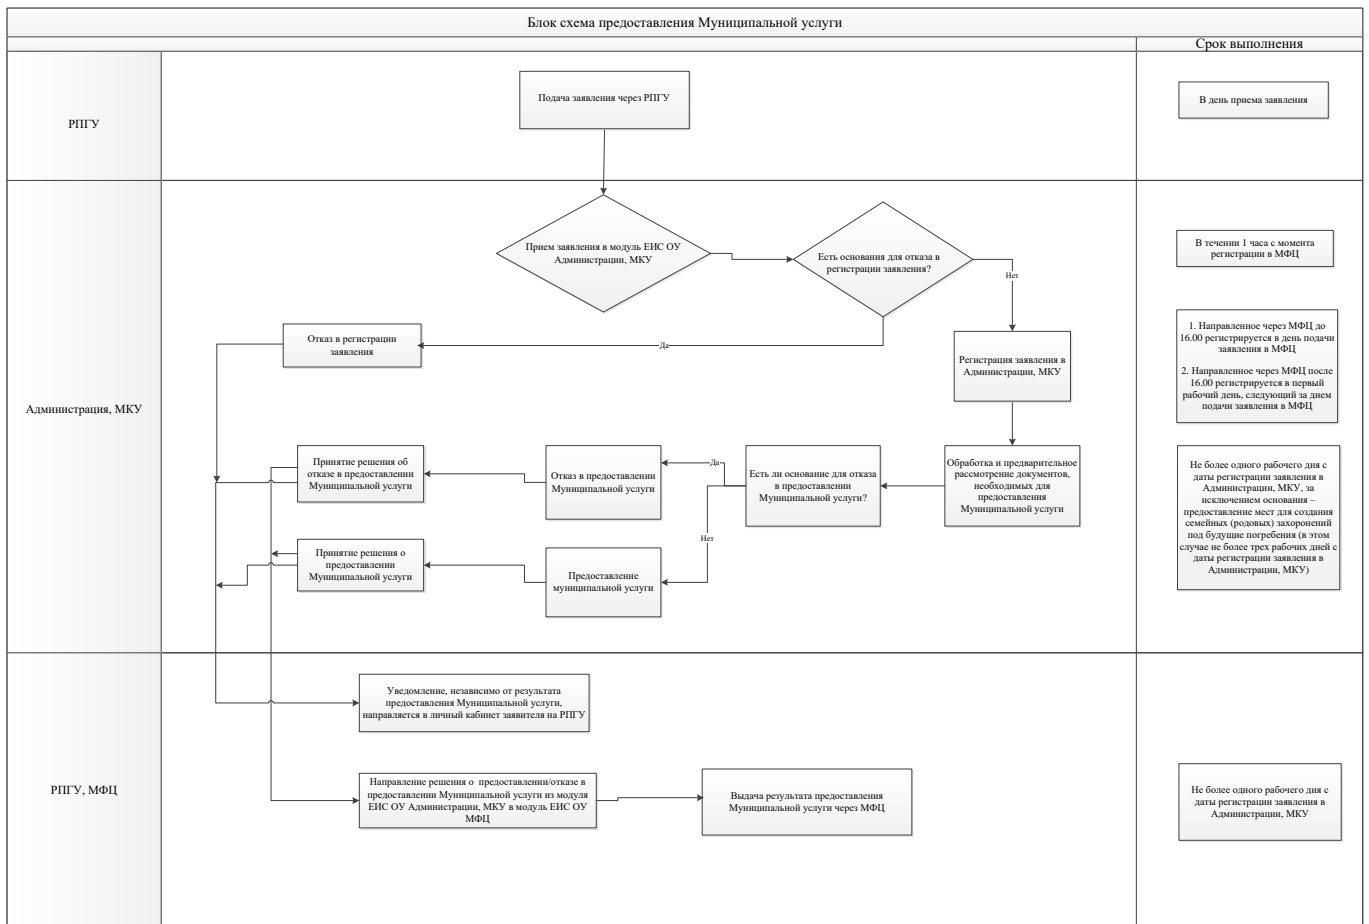 Блок схема предоставления Муниципальной услуги
Срок выполнения
РПГУ
Подача заявления через РПГУ
В день приема заявления
Администрация, МКУ
Прием заявления в модуль ЕИС ОУ
Администрации, МКУ
Есть основания для отказа в
регистрации заявления?
Нет
В течении 1 часа с момента
регистрации в МФЦ
Отказ в регистрации
заявления
Да
Регистрация заявления в
Администрации, МКУ
1. Направленное через МФЦ до
16.00 регистрируется в день подачи
заявления в МФЦ
2. Направленное через МФЦ после
16.00 регистрируется в первый
рабочий день, следующий за днем
подачи заявления в МФЦ
Принятие решения об
отказе в предоставлении
Муниципальной услуги
Отказ в предоставлении
Муниципальной услуги
Да
Есть ли основание для отказа
в предоставлении
Муниципальной услуги?
Обработка и предварительное
рассмотрение документов,
необходимых для
предоставления
Муниципальной услуги
Не более одного рабочего дня с
даты регистрации заявления в
Администрации, МКУ, за
исключением основания –
предоставление мест для создания
семейных (родовых) захоронений
под будущие погребения (в этом
случае не более трех рабочих дней с
даты регистрации заявления в
Администрации, МКУ)
Нет
Принятие решения о
предоставлении
Муниципальной услуги
Предоставление
муниципальной услуги
РПГУ, МФЦ
Уведомление, независимо от результата
предоставления Муниципальной услуги,
направляется в личный кабинет заявителя на РПГУ
Направление решения о предоставлении/отказе в
предоставлении Муниципальной услуги из модуля
ЕИС ОУ Администрации, МКУ в модуль ЕИС ОУ
МФЦ
Выдача результата предоставления
Муниципальной услуги через МФЦ
Не более одного рабочего дня с
даты регистрации заявления в
Администрации, МКУ